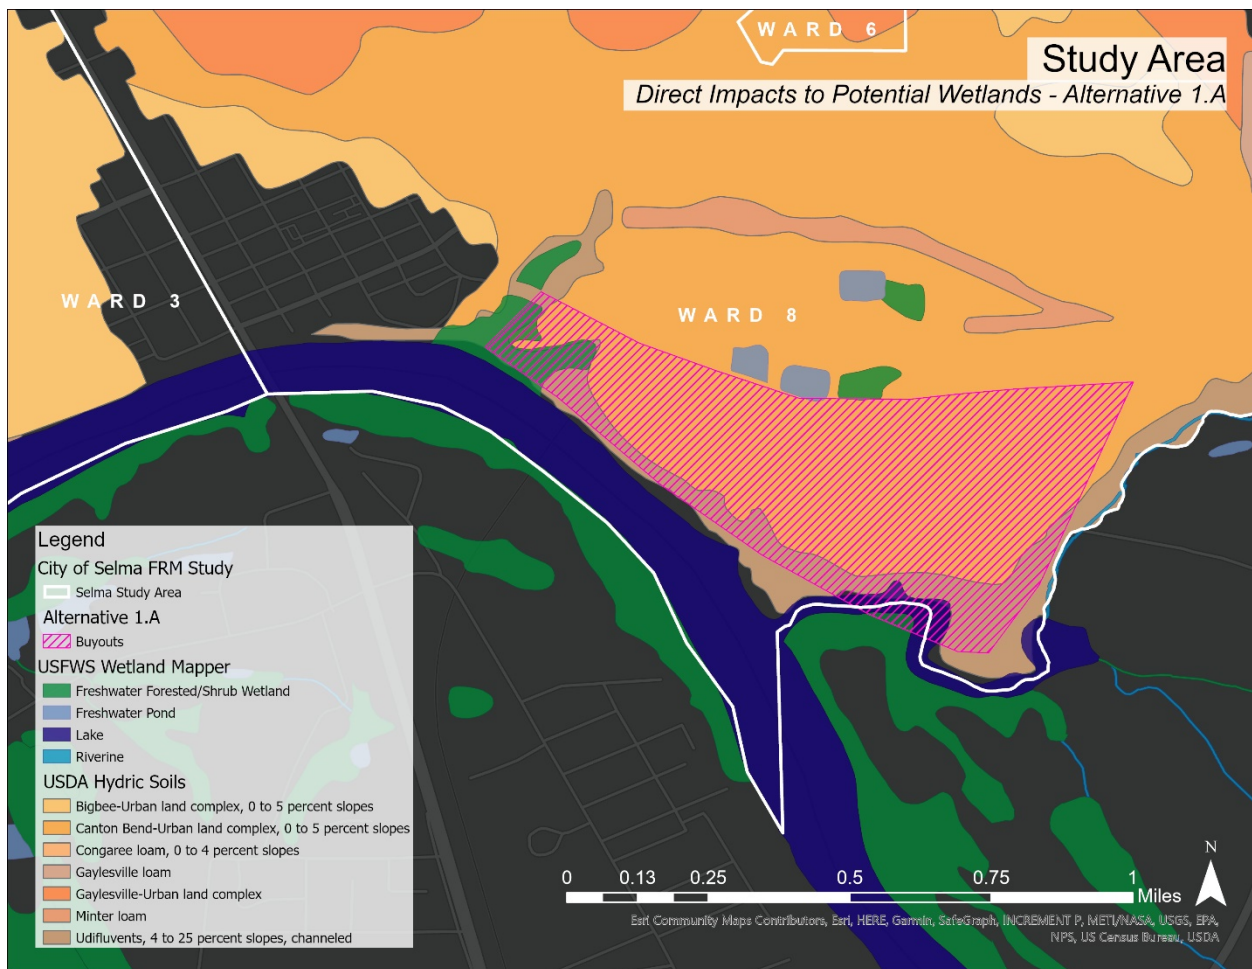 WARD 6
Study Area
Direct Impacts to Potential Wetlands - Alternative 1.A
WARD 3
WARD 8
Legend
City of Selma FRM Study
Selma Study Area
Alternative 1.A
Buyouts
USFWS Wetland Mapper
Freshwater Forested/Shrub Wetland
Freshwater Pond
Lake
Riverine
USDA Hydric Soils
Bigbee-Urban land complex, 0 to 5 percent slopes
Canton Bend-Urban land complex, 0 to 5 percent slopes
Congaree loam, 0 to 4 percent slopes
Gaylesville loam
Gaylesville-Urban land complex
Minter loam
Udifluvents, 4 to 25 percent slopes, channeled
N
0 0.13 0.25 0.5 0.75 1
Miles
Esri Community Maps Contributors, Esri, HERE, Garmin, SafeGraph, INCREMENT P, METI/NASA, USGS, EPA,
NPS, US Census Bureau, USDA